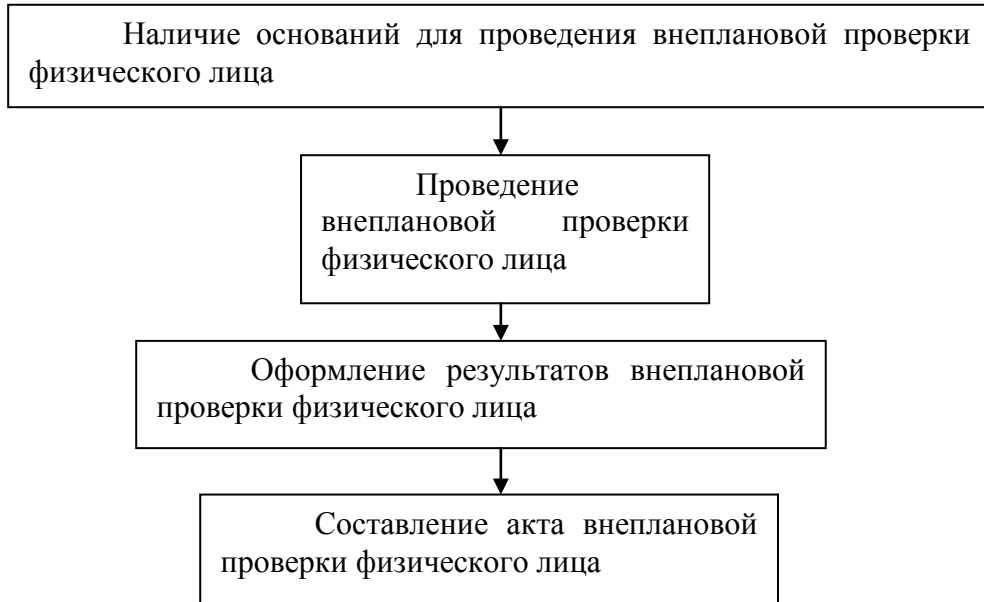 Наличие оснований для проведения внеплановой проверки
физического лица
Проведение
внеплановой проверки
физического лица
Оформление результатов внеплановой
проверки физического лица
Составление акта внеплановой
проверки физического лица